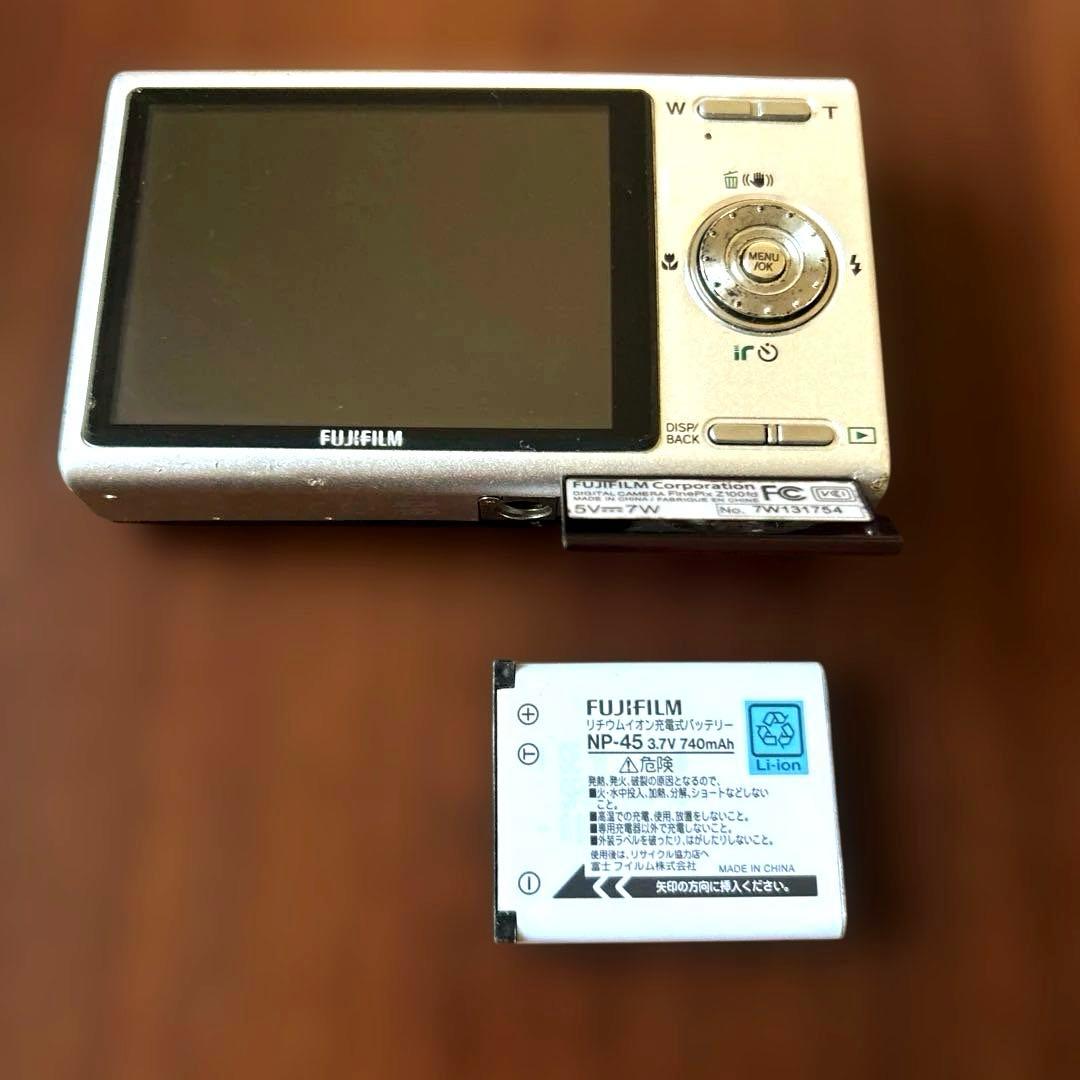 W T
MENU
/OK
ir
DISP/
BACK
FUJIFILM
FUJIFILM Corporation
DIGITAL CAMERA FinePix Z100fd
MADE IN CHINA / FABRIQUÉ EN CHINE
FC VCI
5V⎓7W No. 7W131754
FUJIFILM
リチウムイオン充電式バッテリー
NP-45 3.7V 740mAh
⚠危険
発熱、発火、破裂の原因となるので、
■火・水中投入、加熱、分解、ショートなどしない
こと。
■高温での充電、使用、放置をしないこと。
■専用充電器以外で充電しないこと。
■外装ラベルを破ったり、はがしたりしないこと。
使用後は、リサイクル協力店へ
富士フイルム株式会社 MADE IN CHINA
矢印の方向に挿入ください。
Li-ion
+
T
−